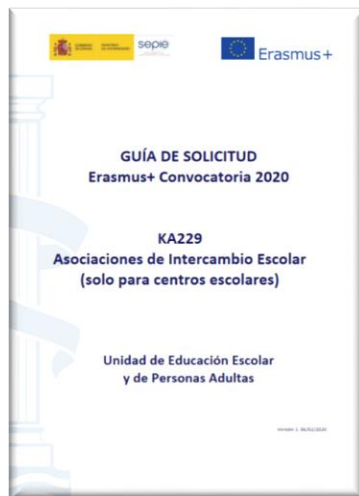 sepie
Erasmus+
GUÍA DE SOLICITUD
Erasmus+ Convocatoria 2020
KA229
Asociaciones de Intercambio Escolar
(solo para centros escolares)
Unidad de Educación Escolar
y de Personas Adultas